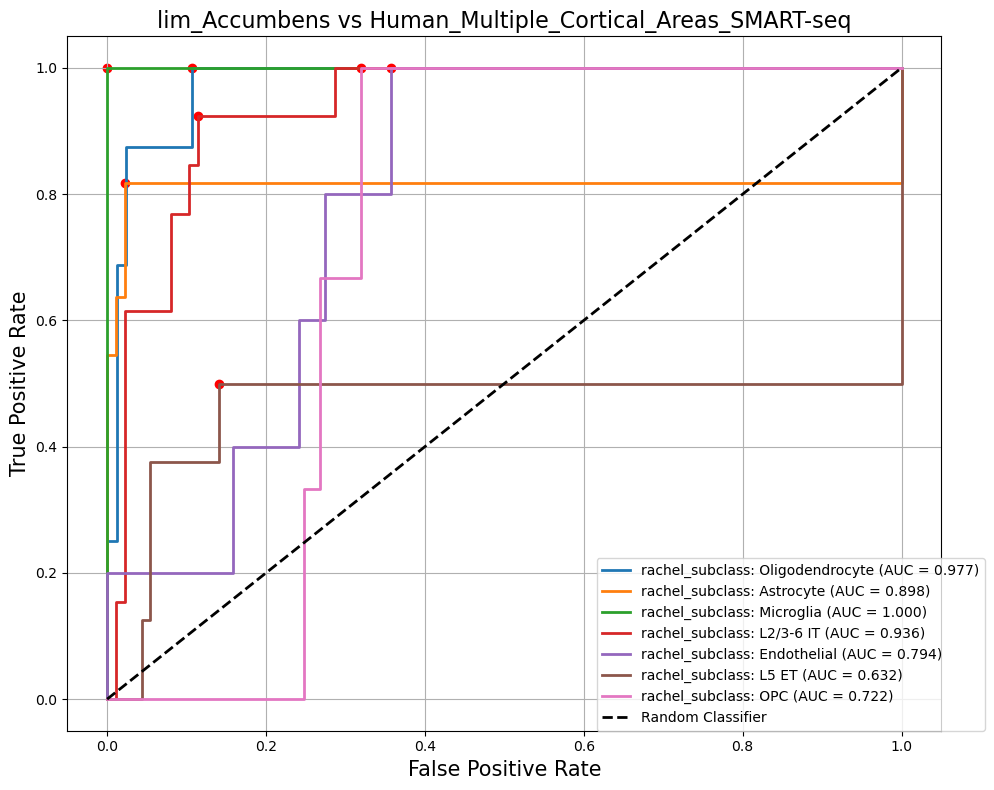 lim_Accumbens vs Human_Multiple_Cortical_Areas_SMART-seq
True Positive Rate
1.0
0.8
0.6
0.4
0.2
0.0
rachel_subclass: Oligodendrocyte (AUC = 0.977)
rachel_subclass: Astrocyte (AUC = 0.898)
rachel_subclass: Microglia (AUC = 1.000)
rachel_subclass: L2/3-6 IT (AUC = 0.936)
rachel_subclass: Endothelial (AUC = 0.794)
rachel_subclass: L5 ET (AUC = 0.632)
rachel_subclass: OPC (AUC = 0.722)
Random Classifier
0.0 0.2 0.4 0.6 0.8 1.0
False Positive Rate